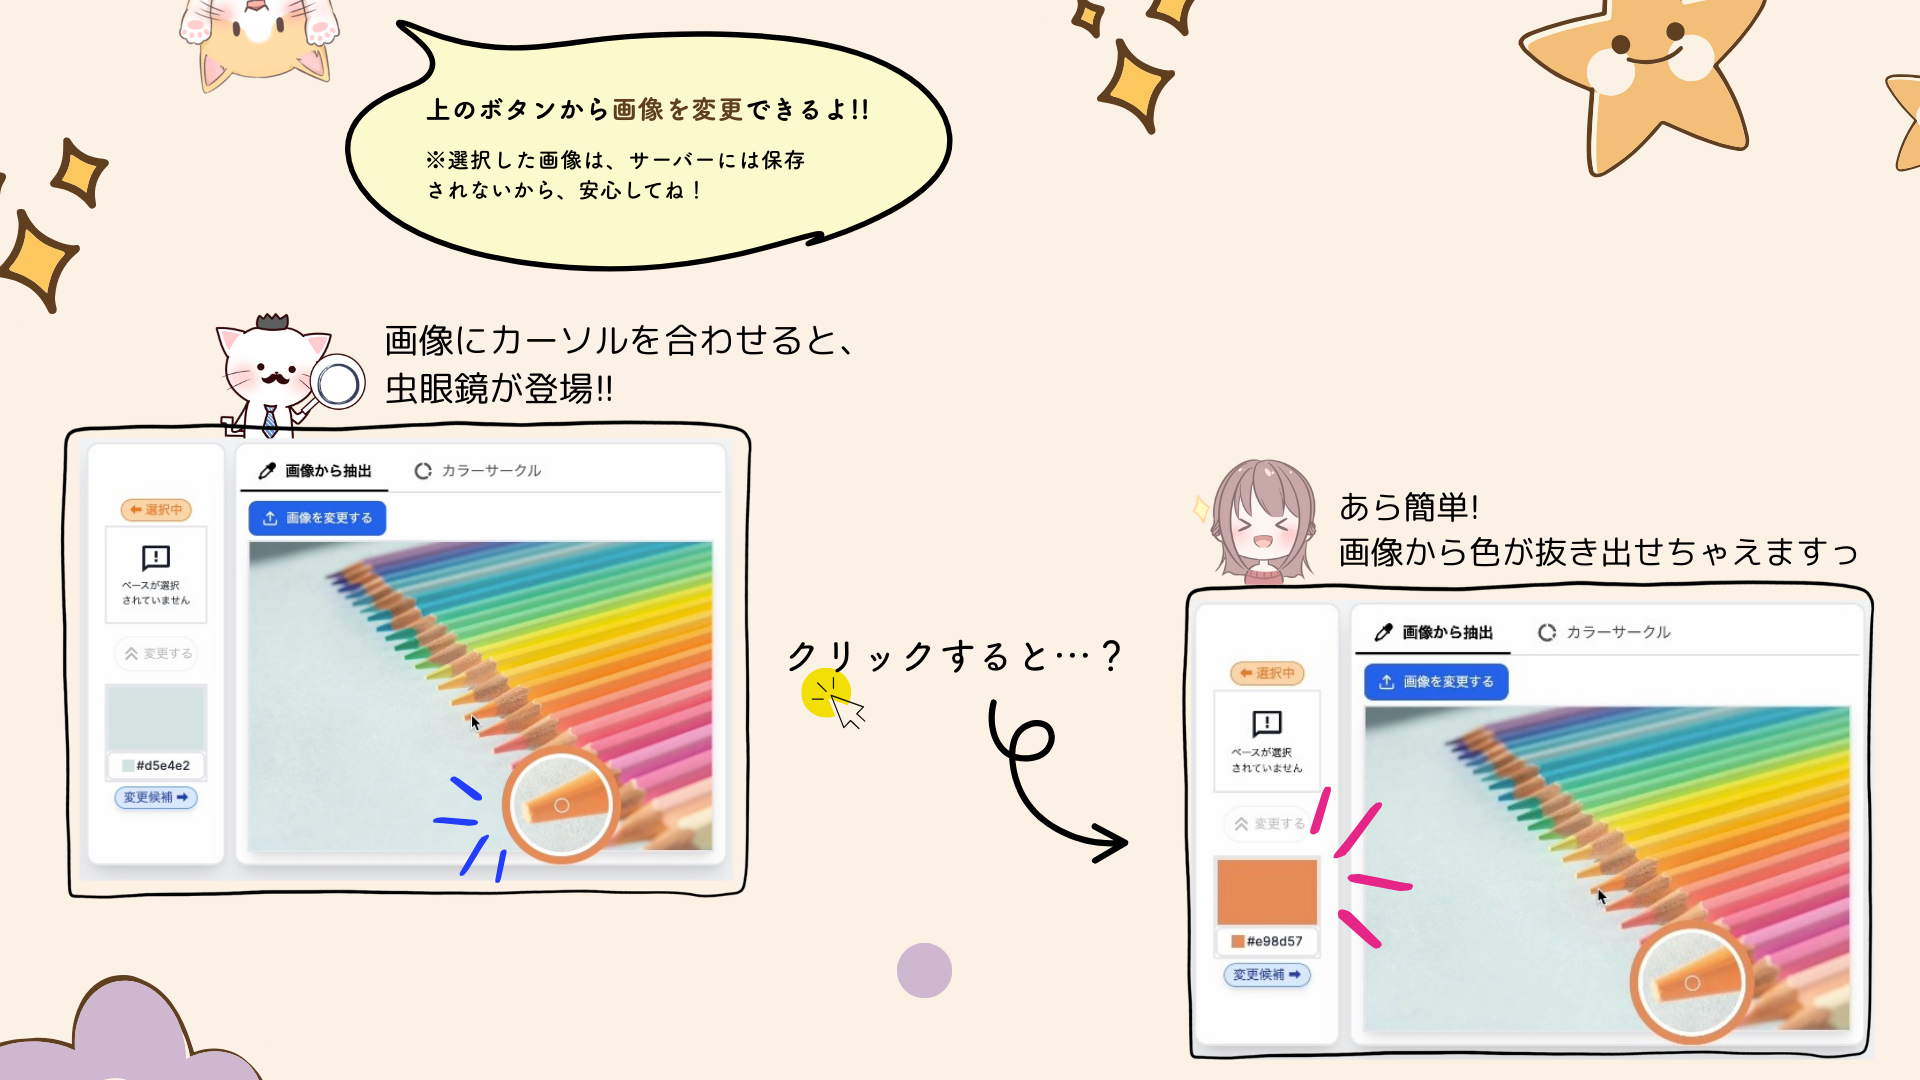 上のボタンから画像を変更できるよ!!
※選択した画像は、サーバーには保存
されないから、安心してね！
画像にカーソルを合わせると、
虫眼鏡が登場!!
画像から抽出
カラーサークル
画像を変更する
選択中
ベースが選択
されていません
変更する
#d5e4e2
変更候補
クリックすると…？
あら簡単!
画像から色が抜き出せちゃえますっ
画像から抽出
カラーサークル
画像を変更する
選択中
ベースが選択
されていません
変更する
#e98d57
変更候補